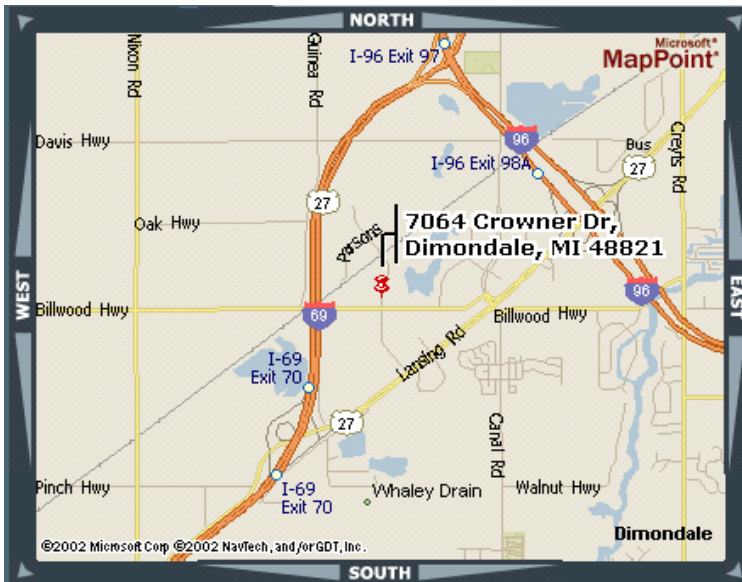 NORTH
Nixon Rd
Guinea Rd
I-96 Exit 97
Microsoft®
MapPoint®
Davis Hwy
96
I-96 Exit 98A
Bus
27
Creyts Rd
27
Oak Hwy
Parsons
7064 Crowner Dr,
Dimondale, MI 48821
WEST
EAST
Billwood Hwy
69
96
Billwood Hwy
I-69
Exit 70
Lansing Rd
27
Canal Rd
Pinch Hwy
I-69
Exit 70
Whaley Drain
Walnut Hwy
Dimondale
©2002 Microsoft Corp ©2002 NavTech, and/or GDT, Inc.
SOUTH